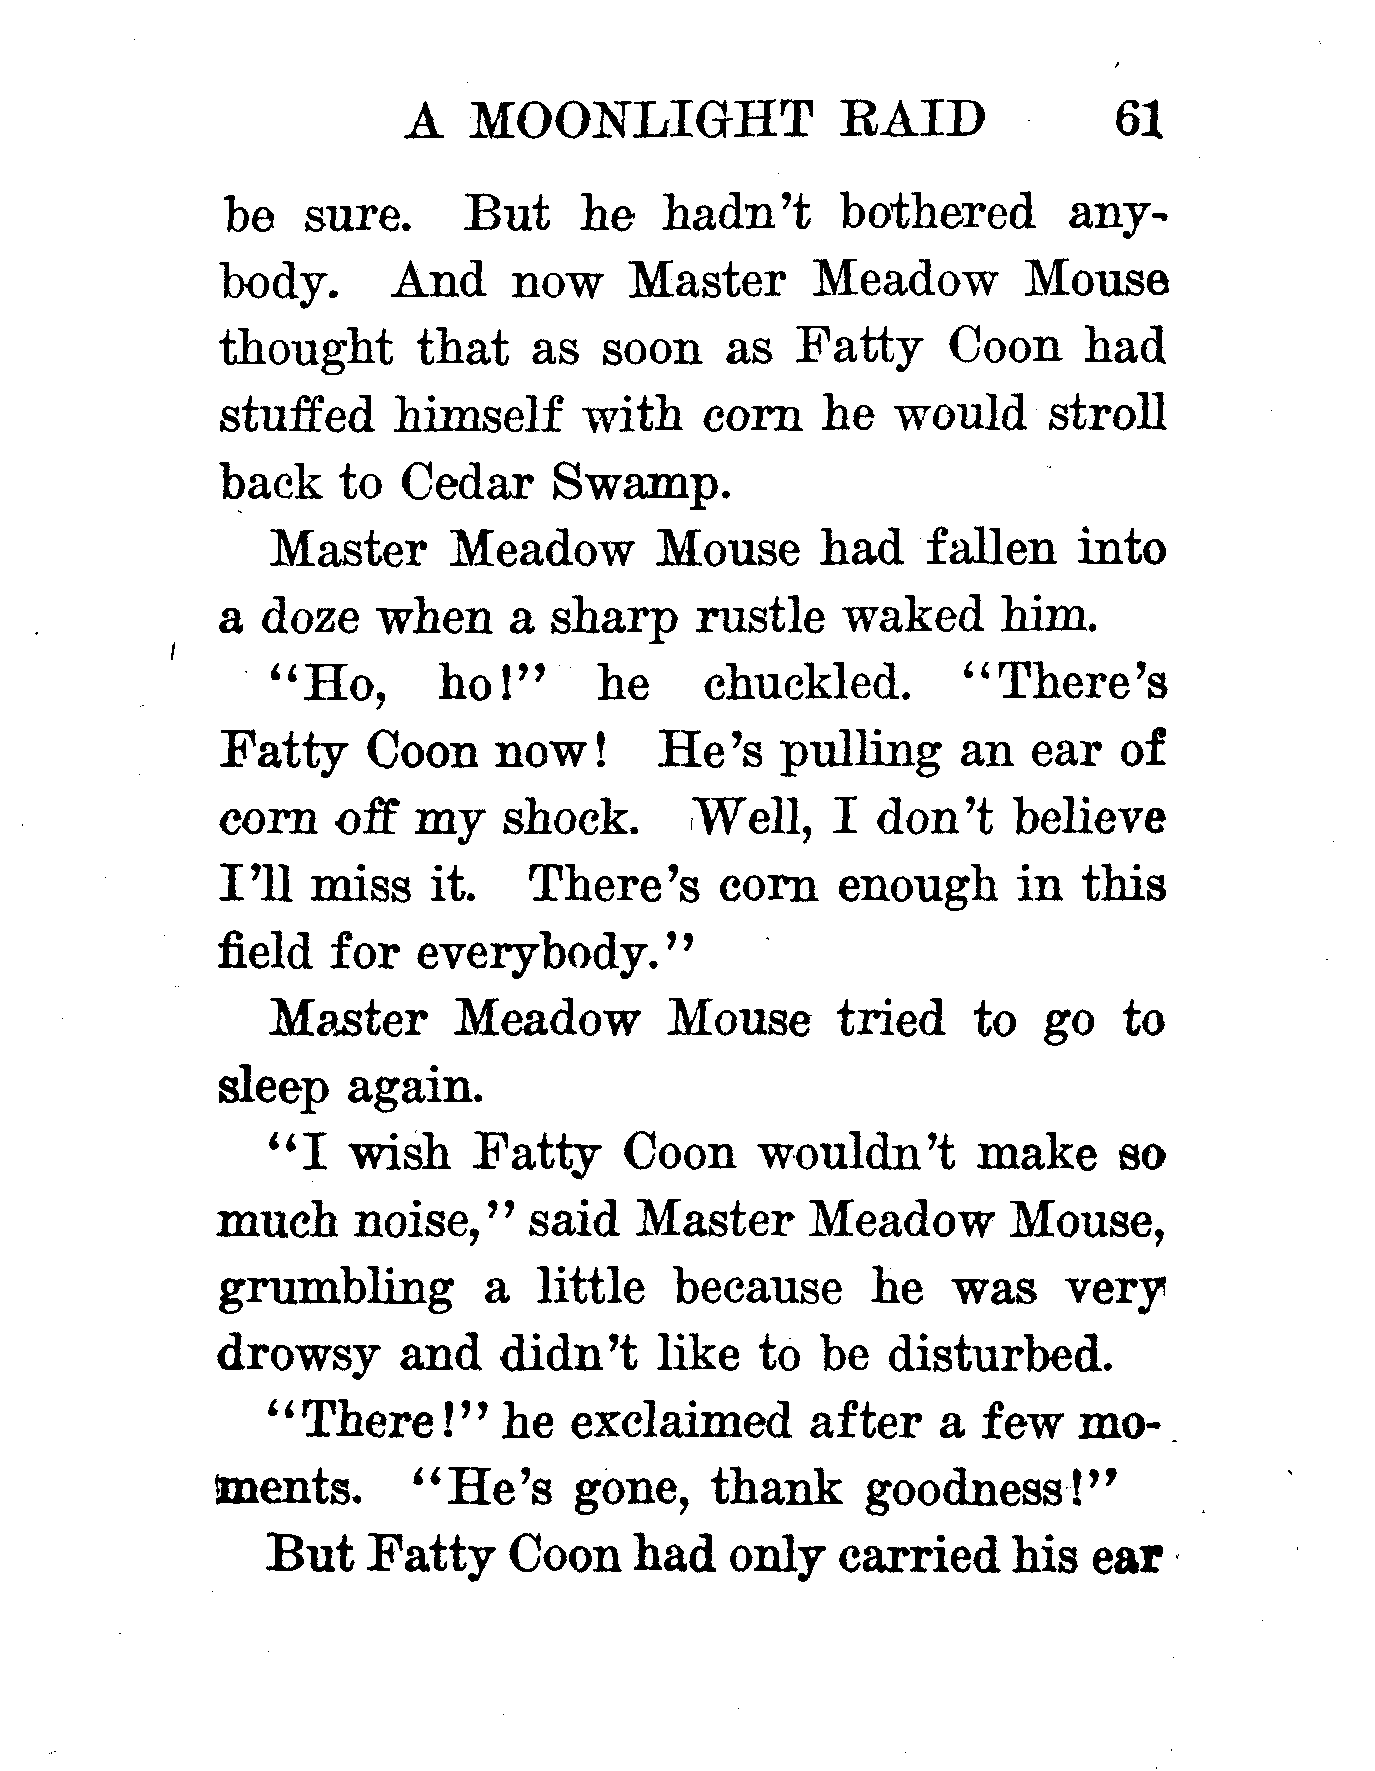 A MOONLIGHT RAID 61
be sure. But he hadn't bothered any-
body. And now Master Meadow Mouse
thought that as soon as Fatty Coon had
stuffed himself with corn he would stroll
back to Cedar Swamp.
Master Meadow Mouse had fallen into
a doze when a sharp rustle waked him.
"Ho, ho!" he chuckled. "There's
Fatty Coon now! He's pulling an ear of
corn off my shock. Well, I don't believe
I'll miss it. There's corn enough in this
field for everybody."
Master Meadow Mouse tried to go to
sleep again.
"I wish Fatty Coon wouldn't make so
much noise," said Master Meadow Mouse,
grumbling a little because he was very
drowsy and didn't like to be disturbed.
"There!" he exclaimed after a few mo-
ments. "He's gone, thank goodness!"
But Fatty Coon had only carried his ear